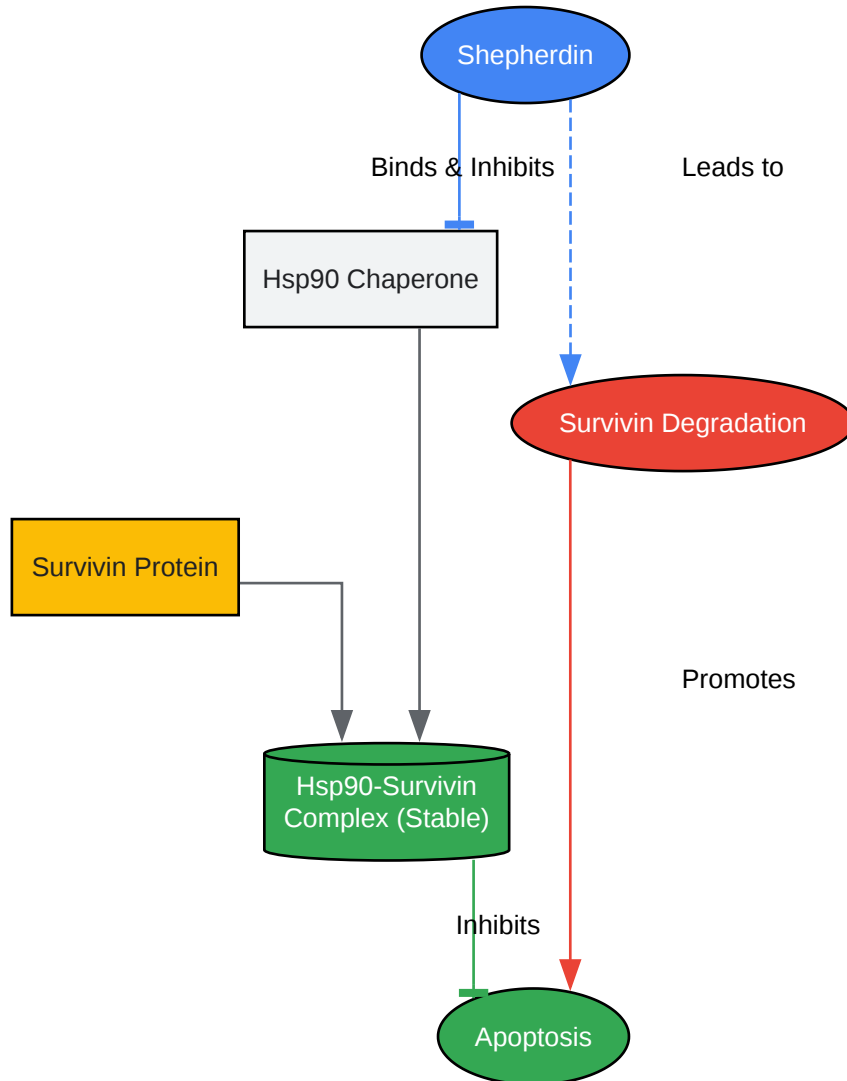 Shepherdin
Binds & Inhibits
Leads to
Hsp90 Chaperone
Survivin Degradation
Survivin Protein
Promotes
Hsp90-Survivin
Complex (Stable)
Inhibits
Apoptosis